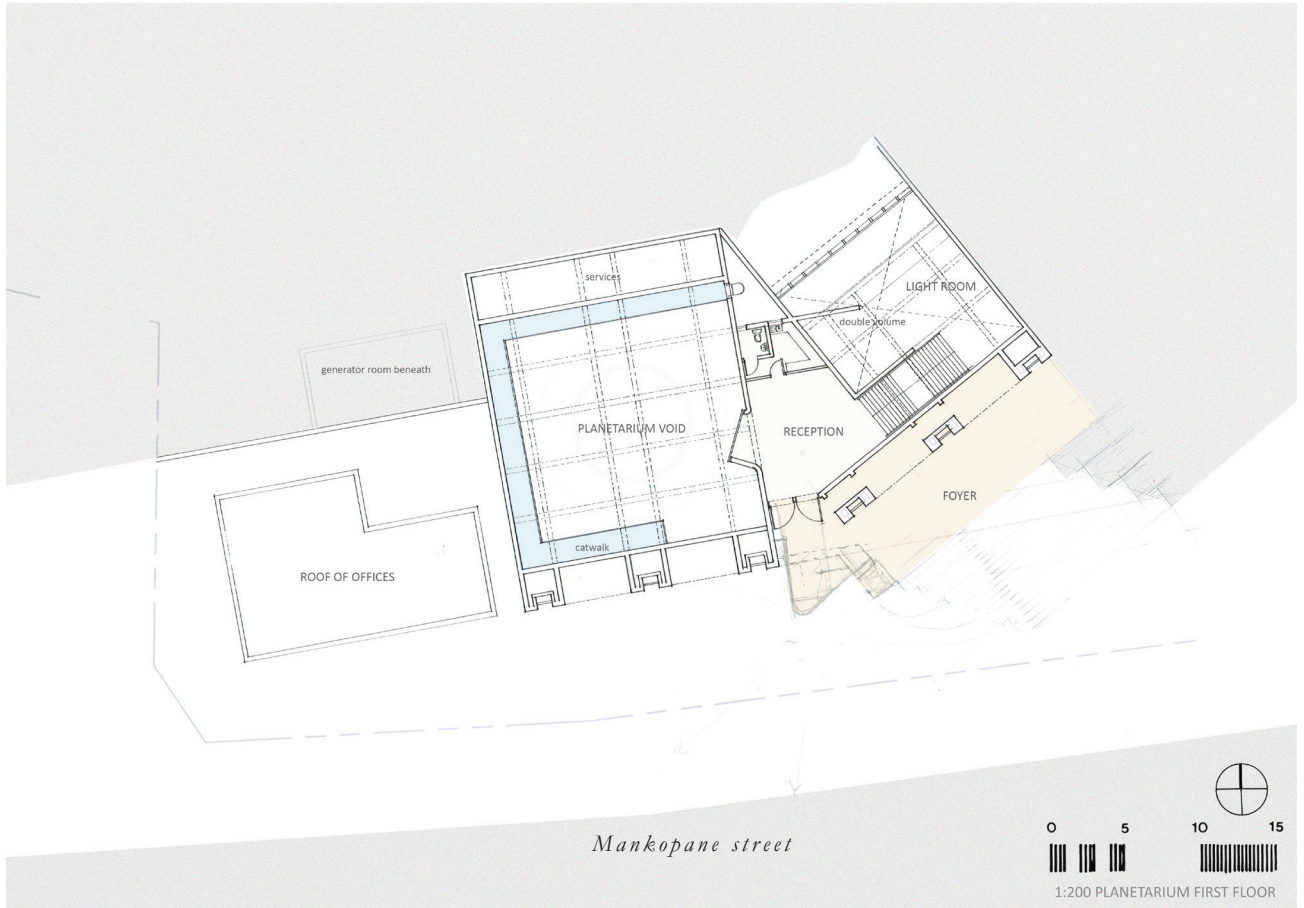 services
LIGHT ROOM
double volume
generator room beneath
PLANETARIUM VOID
RECEPTION
FOYER
catwalk
ROOF OF OFFICES
Mankopane street
0 5 10 15
1:200 PLANETARIUM FIRST FLOOR